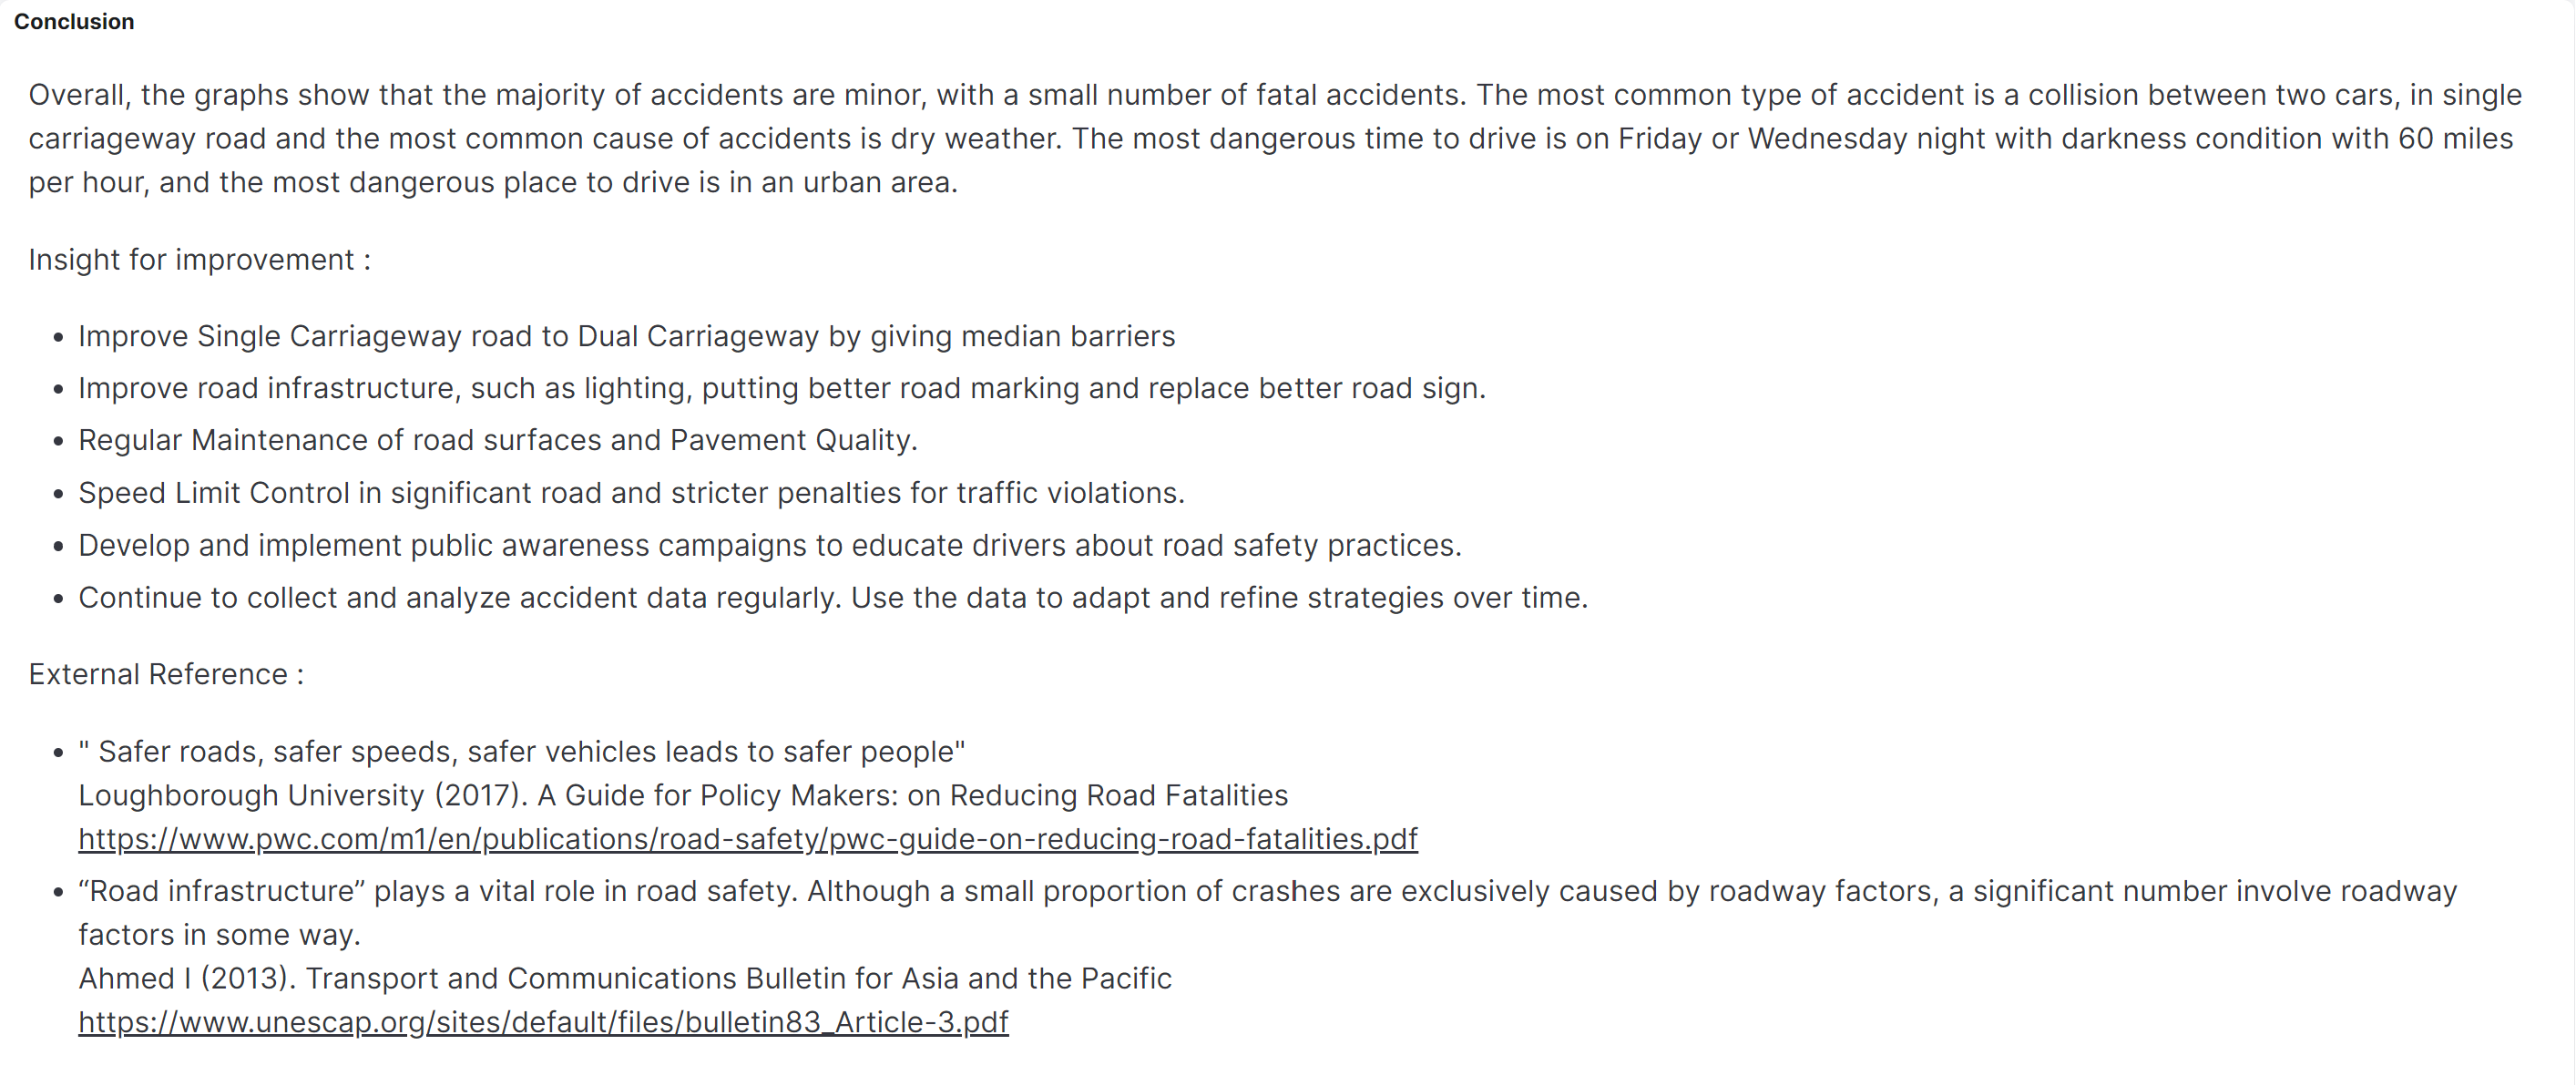 Conclusion
Overall, the graphs show that the majority of accidents are minor, with a small number of fatal accidents. The most common type of accident is a collision between two cars, in single
carriageway road and the most common cause of accidents is dry weather. The most dangerous time to drive is on Friday or Wednesday night with darkness condition with 60 miles
per hour, and the most dangerous place to drive is in an urban area.
Insight for improvement :
• Improve Single Carriageway road to Dual Carriageway by giving median barriers
• Improve road infrastructure, such as lighting, putting better road marking and replace better road sign.
• Regular Maintenance of road surfaces and Pavement Quality.
• Speed Limit Control in significant road and stricter penalties for traffic violations.
• Develop and implement public awareness campaigns to educate drivers about road safety practices.
• Continue to collect and analyze accident data regularly. Use the data to adapt and refine strategies over time.
External Reference :
• " Safer roads, safer speeds, safer vehicles leads to safer people"
Loughborough University (2017). A Guide for Policy Makers: on Reducing Road Fatalities
https://www.pwc.com/m1/en/publications/road-safety/pwc-guide-on-reducing-road-fatalities.pdf
• “Road infrastructure” plays a vital role in road safety. Although a small proportion of crashes are exclusively caused by roadway factors, a significant number involve roadway
factors in some way.
Ahmed I (2013). Transport and Communications Bulletin for Asia and the Pacific
https://www.unescap.org/sites/default/files/bulletin83_Article-3.pdf